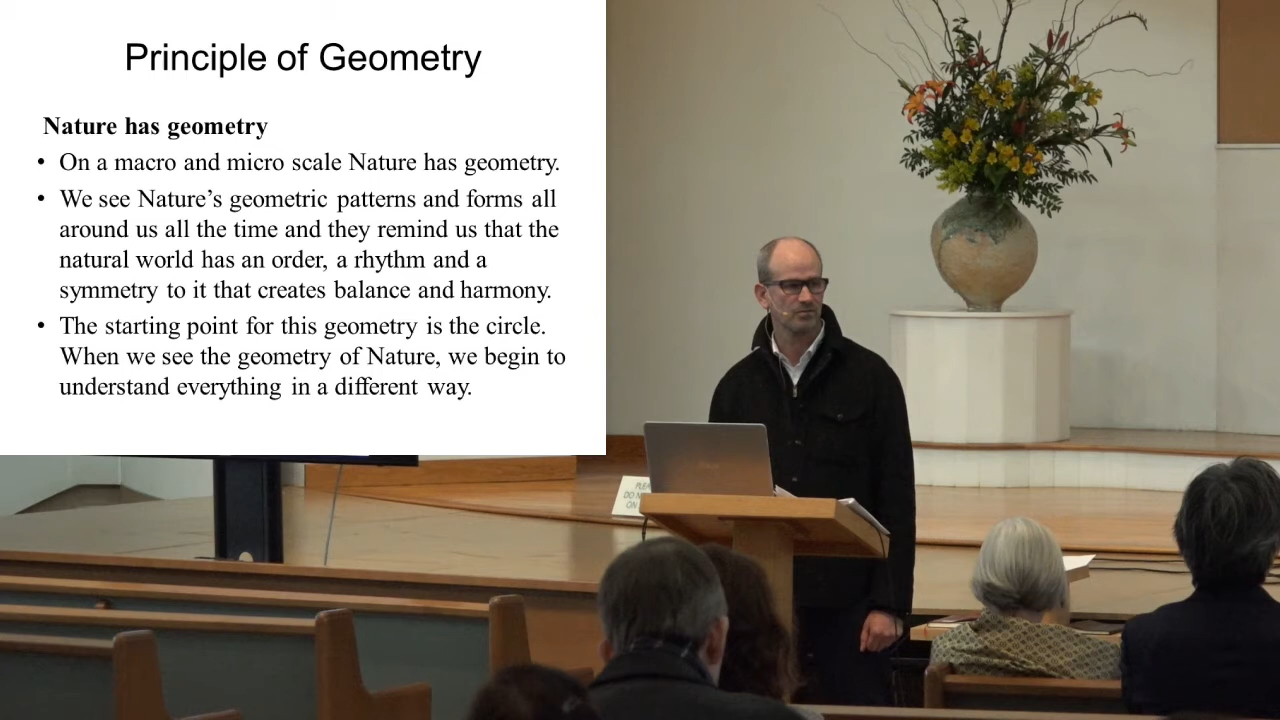 Principle of Geometry
Nature has geometry
• On a macro and micro scale Nature has geometry.
• We see Nature’s geometric patterns and forms all
around us all the time and they remind us that the
natural world has an order, a rhythm and a
symmetry to it that creates balance and harmony.
• The starting point for this geometry is the circle.
When we see the geometry of Nature, we begin to
understand everything in a different way.
DO
ON